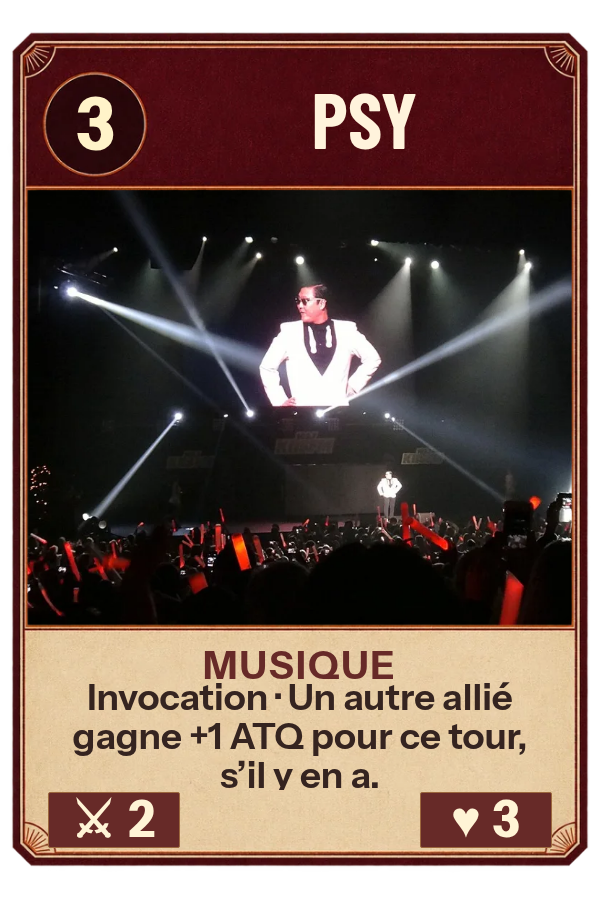 3
PSY
MUSIQUE
Invocation · Un autre allié
gagne +1 ATQ pour ce tour,
s’il y en a.
⚔ 2
♥ 3